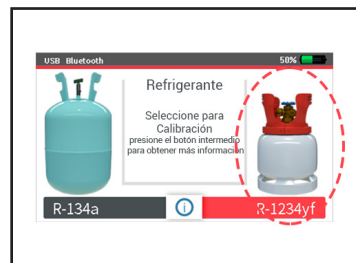 USB Bluetooth 50%
Refrigerante
Seleccione para
Calibración
presione el botón intermedio
para obtener más información
R-134a i R-1234yf